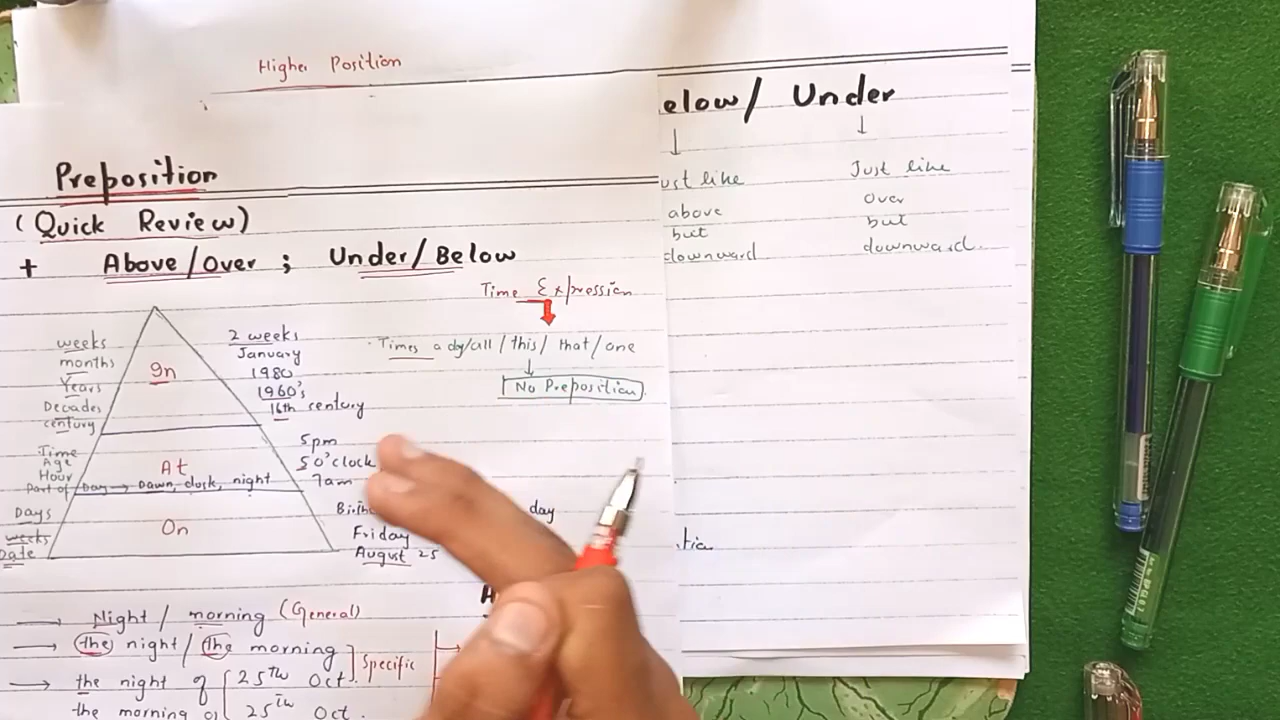 Higher Position
elow/ Under
ust like
Just like
above
over
but
but
downward
downward.
Preposition
(Quick Review)
+ Above/Over ; Under/Below
Time Expression
Times a day/all / this/ that/ one
No Preposition
weeks
months
Years
Decades
century
In
2 weeks
January
1980
1960's
16th century
Time
Age
Hour
Part of Day → Dawn, dusk, night
At
5pm
5 o'clock
7am
Days
weeks
Date
On
day
Friday
August 25
→ Night / morning (General)
→ the night / the morning
Specific
→ the night of 25th Oct.
the morning of 25th Oct.